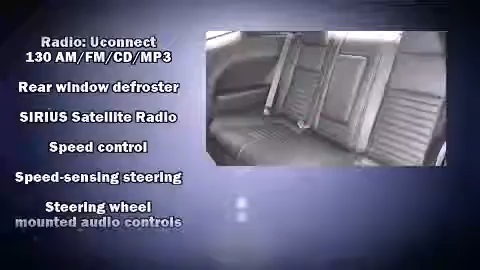 Radio: Uconnect
130 AM/FM/CD/MP3
Rear window defroster
SIRIUS Satellite Radio
Speed control
Speed-sensing steering
Steering wheel
mounted audio controls